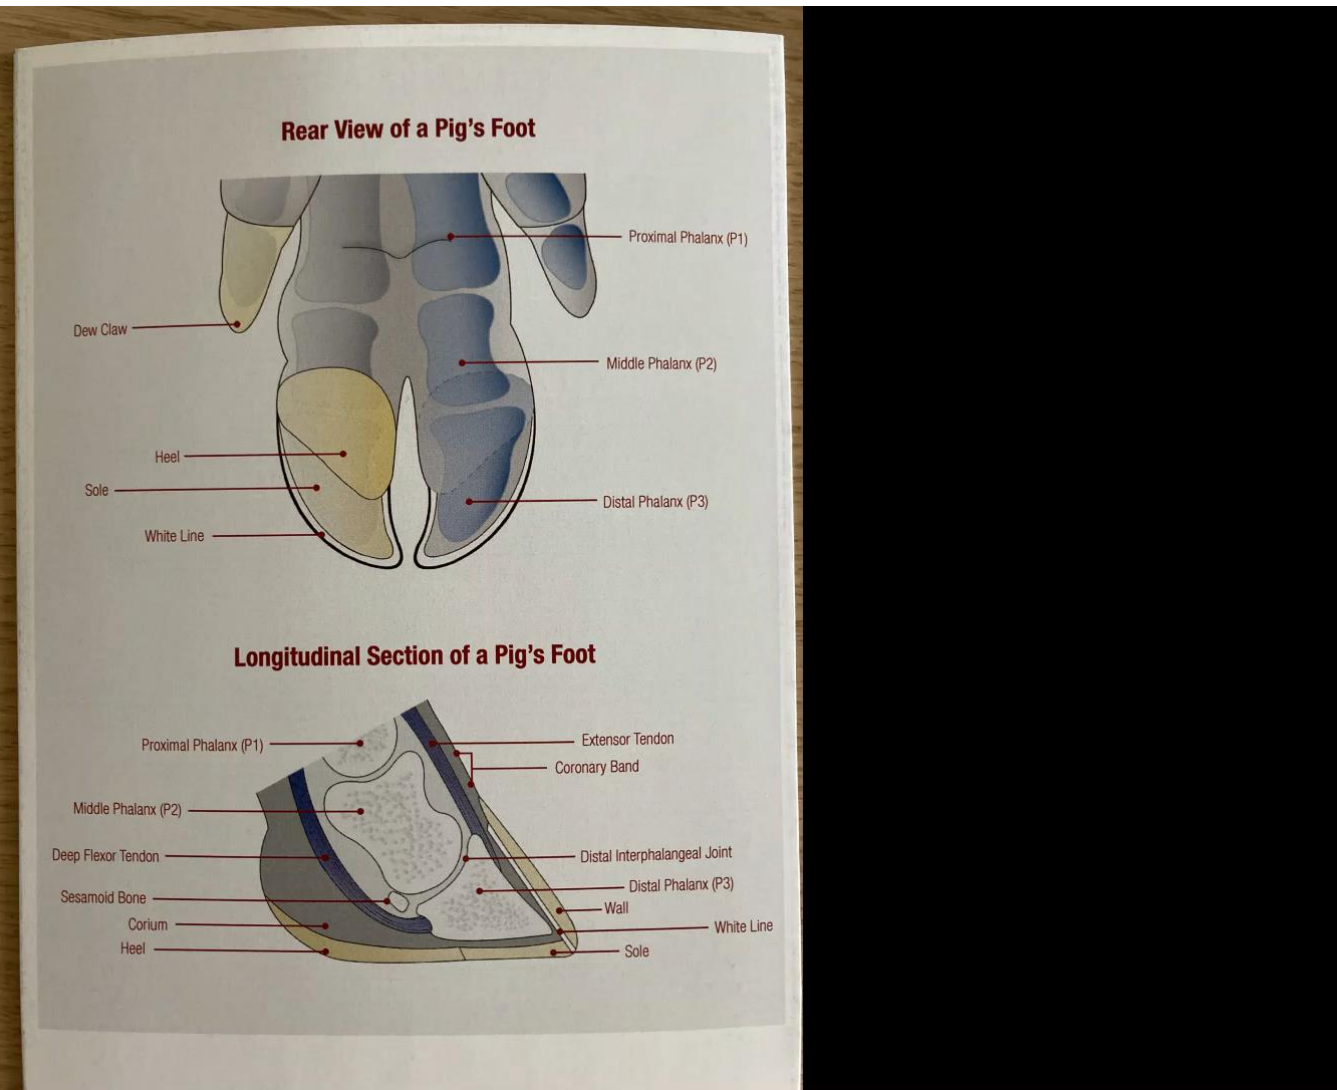 Rear View of a Pig's Foot
Proximal Phalanx (P1)
Dew Claw
Middle Phalanx (P2)
Heel
Sole
Distal Phalanx (P3)
White Line
Longitudinal Section of a Pig's Foot
Proximal Phalanx (P1)
Extensor Tendon
Coronary Band
Middle Phalanx (P2)
Deep Flexor Tendon
Distal Interphalangeal Joint
Distal Phalanx (P3)
Sesamoid Bone
Wall
Corium
White Line
Heel
Sole